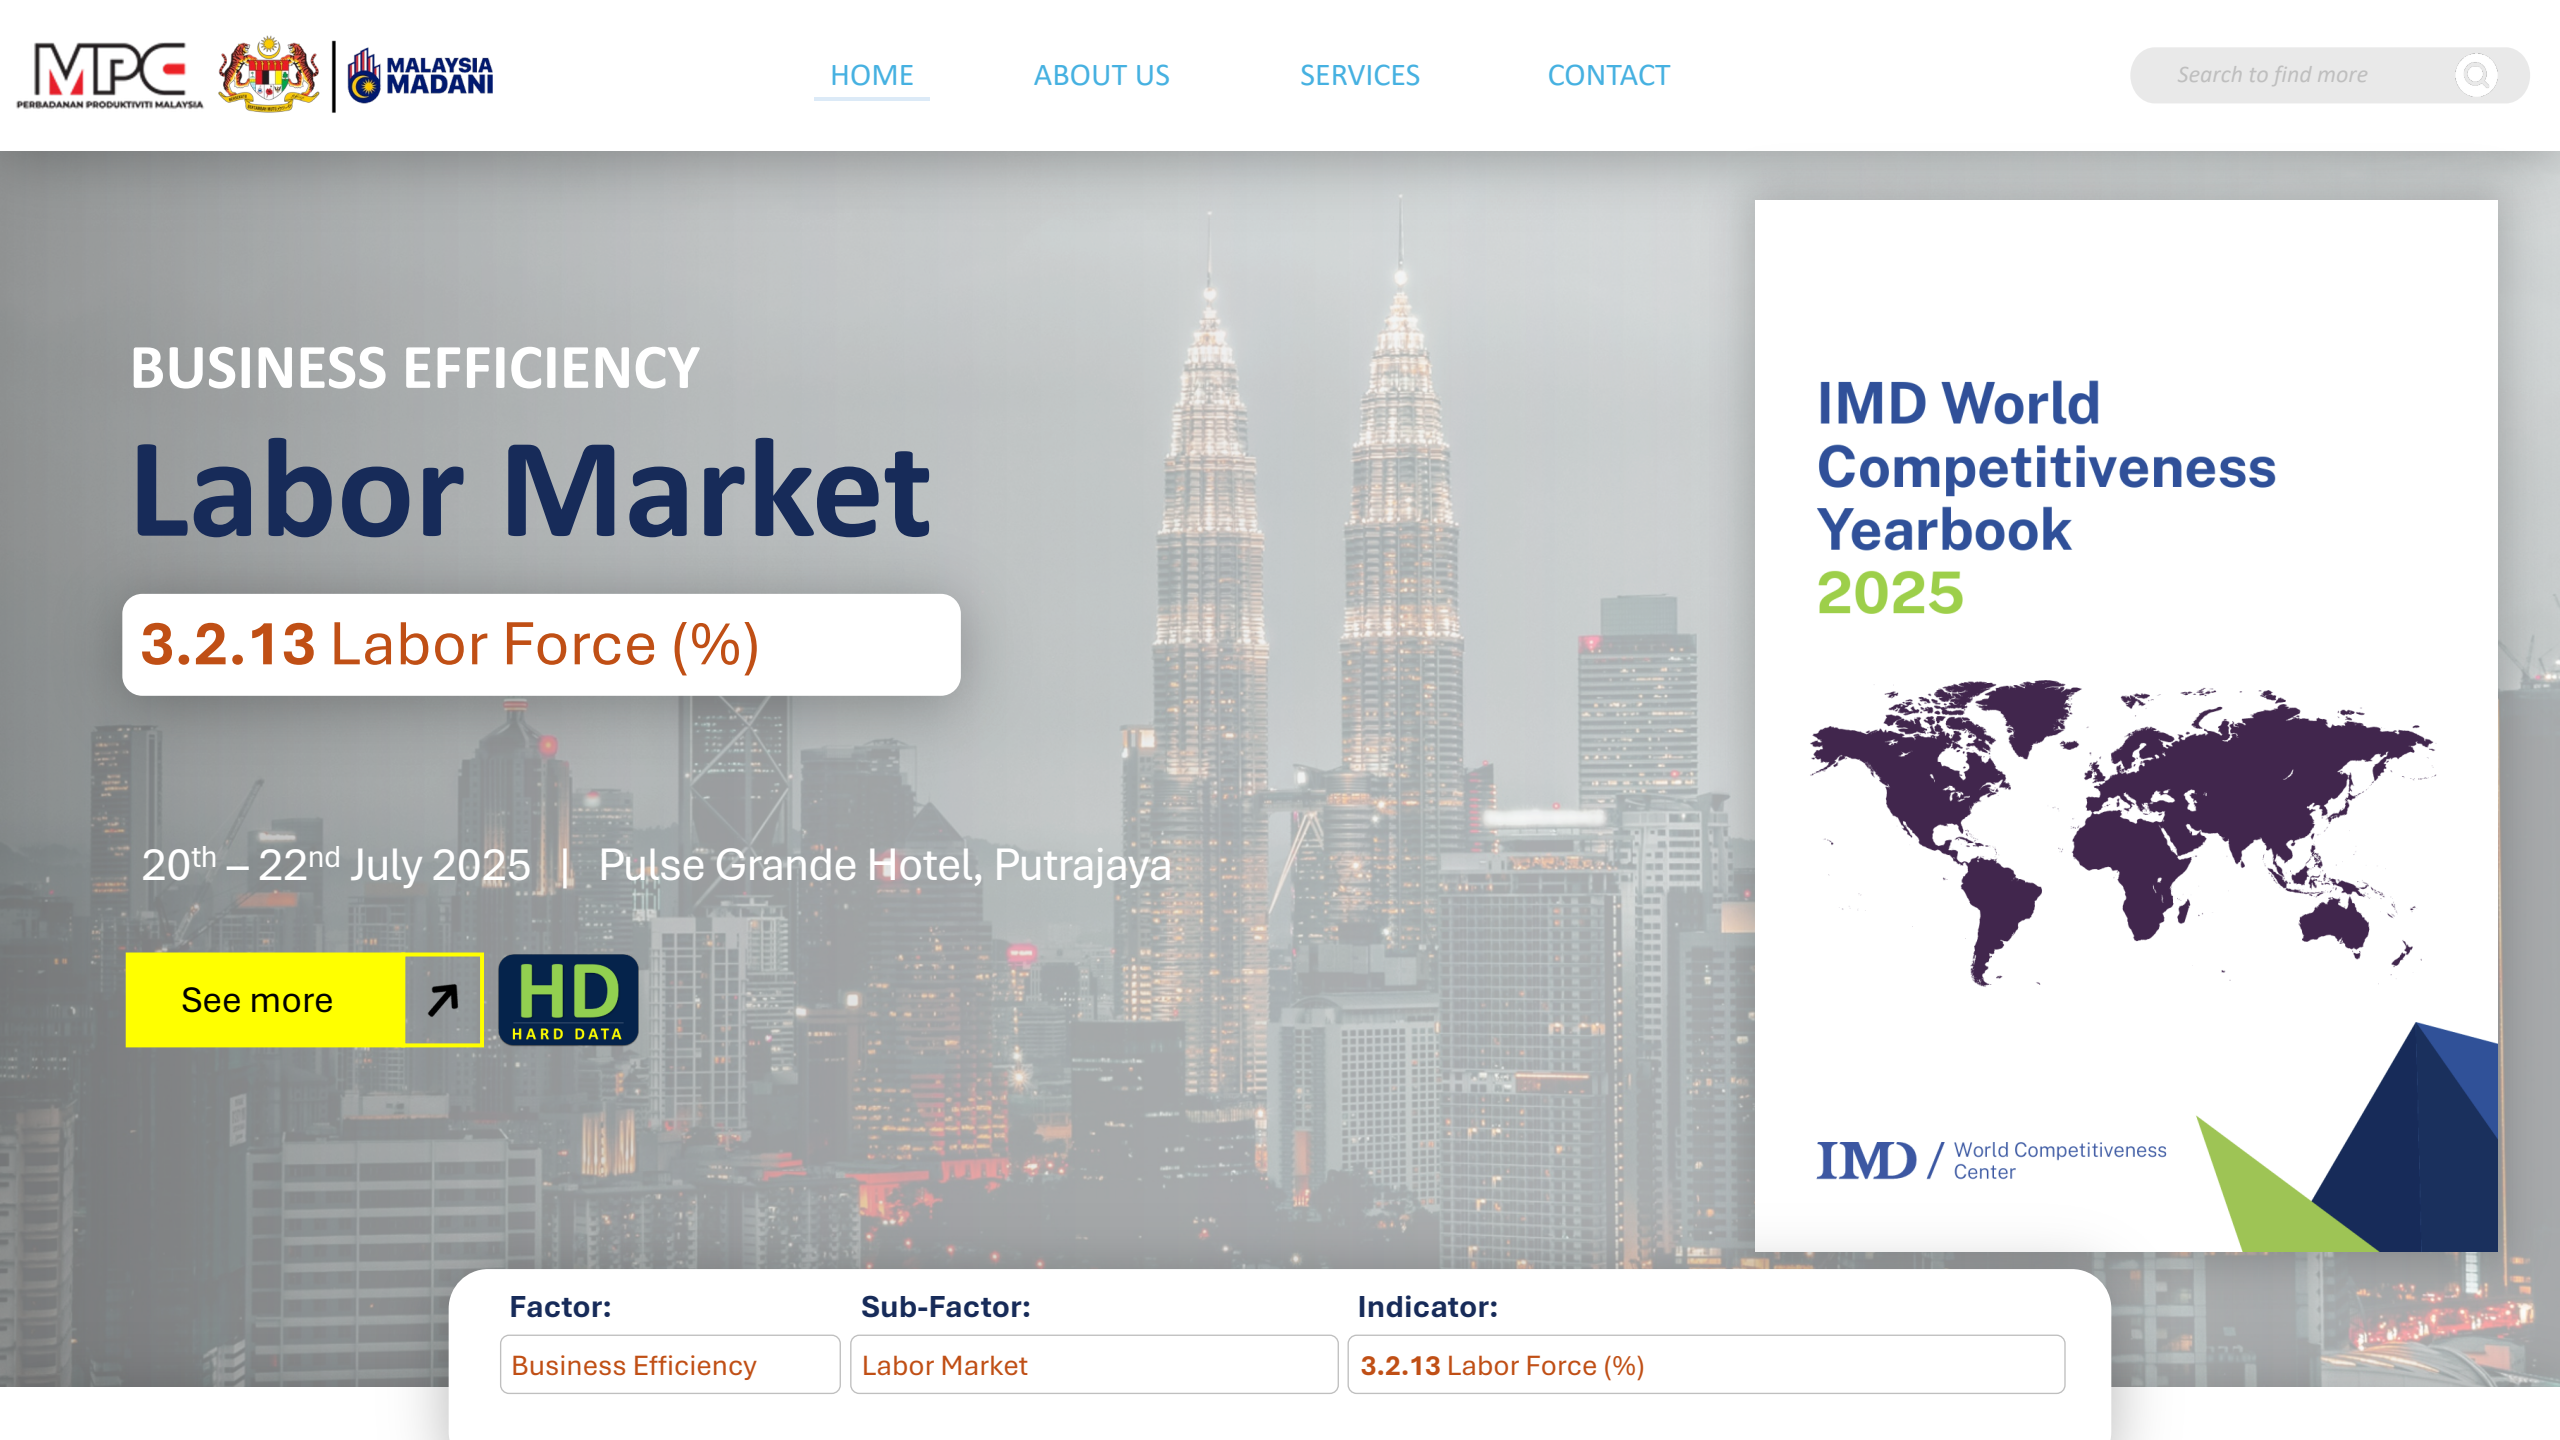 MPC
PERBADANAN PRODUKTIVITI MALAYSIA
MALAYSIA
MADANI
HOME
ABOUT US
SERVICES
CONTACT
Search to find more
BUSINESS EFFICIENCY
Labor Market
3.2.13 Labor Force (%)
20th – 22nd July 2025 | Pulse Grande Hotel, Putrajaya
See more
HD
HARD DATA
IMD World
Competitiveness
Yearbook
2025
IMD / World Competitiveness
Center
Factor:
Sub-Factor:
Indicator:
Business Efficiency
Labor Market
3.2.13 Labor Force (%)